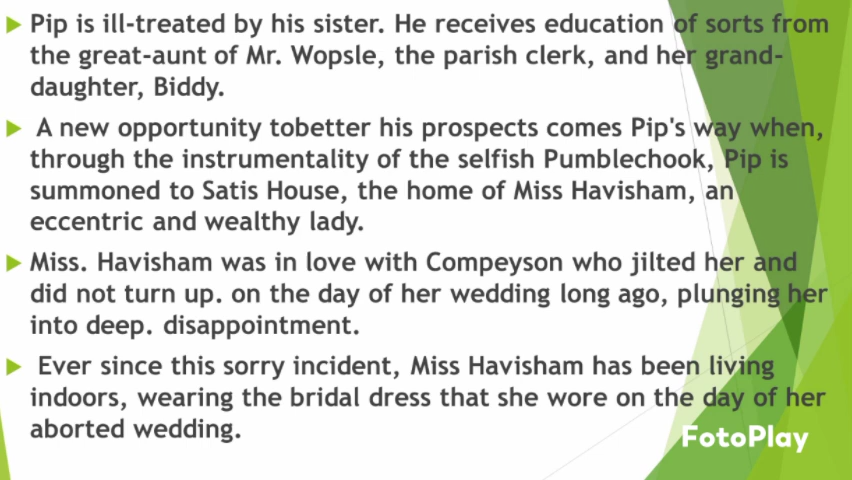 Pip is ill-treated by his sister. He receives education of sorts from
the great-aunt of Mr. Wopsle, the parish clerk, and her grand-
daughter, Biddy.
A new opportunity tobetter his prospects comes Pip's way when,
through the instrumentality of the selfish Pumblechook, Pip is
summoned to Satis House, the home of Miss Havisham, an
eccentric and wealthy lady.
Miss. Havisham was in love with Compeyson who jilted her and
did not turn up. on the day of her wedding long ago, plunging her
into deep. disappointment.
Ever since this sorry incident, Miss Havisham has been living
indoors, wearing the bridal dress that she wore on the day of her
aborted wedding.
FotoPlay